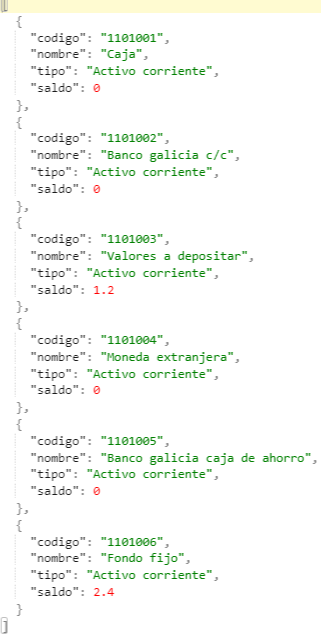 [
{
"codigo": "1101001",
"nombre": "Caja",
"tipo": "Activo corriente",
"saldo": 0
},
{
"codigo": "1101002",
"nombre": "Banco galicia c/c",
"tipo": "Activo corriente",
"saldo": 0
},
{
"codigo": "1101003",
"nombre": "Valores a depositar",
"tipo": "Activo corriente",
"saldo": 1.2
},
{
"codigo": "1101004",
"nombre": "Moneda extranjera",
"tipo": "Activo corriente",
"saldo": 0
},
{
"codigo": "1101005",
"nombre": "Banco galicia caja de ahorro",
"tipo": "Activo corriente",
"saldo": 0
},
{
"codigo": "1101006",
"nombre": "Fondo fijo",
"tipo": "Activo corriente",
"saldo": 2.4
}
]